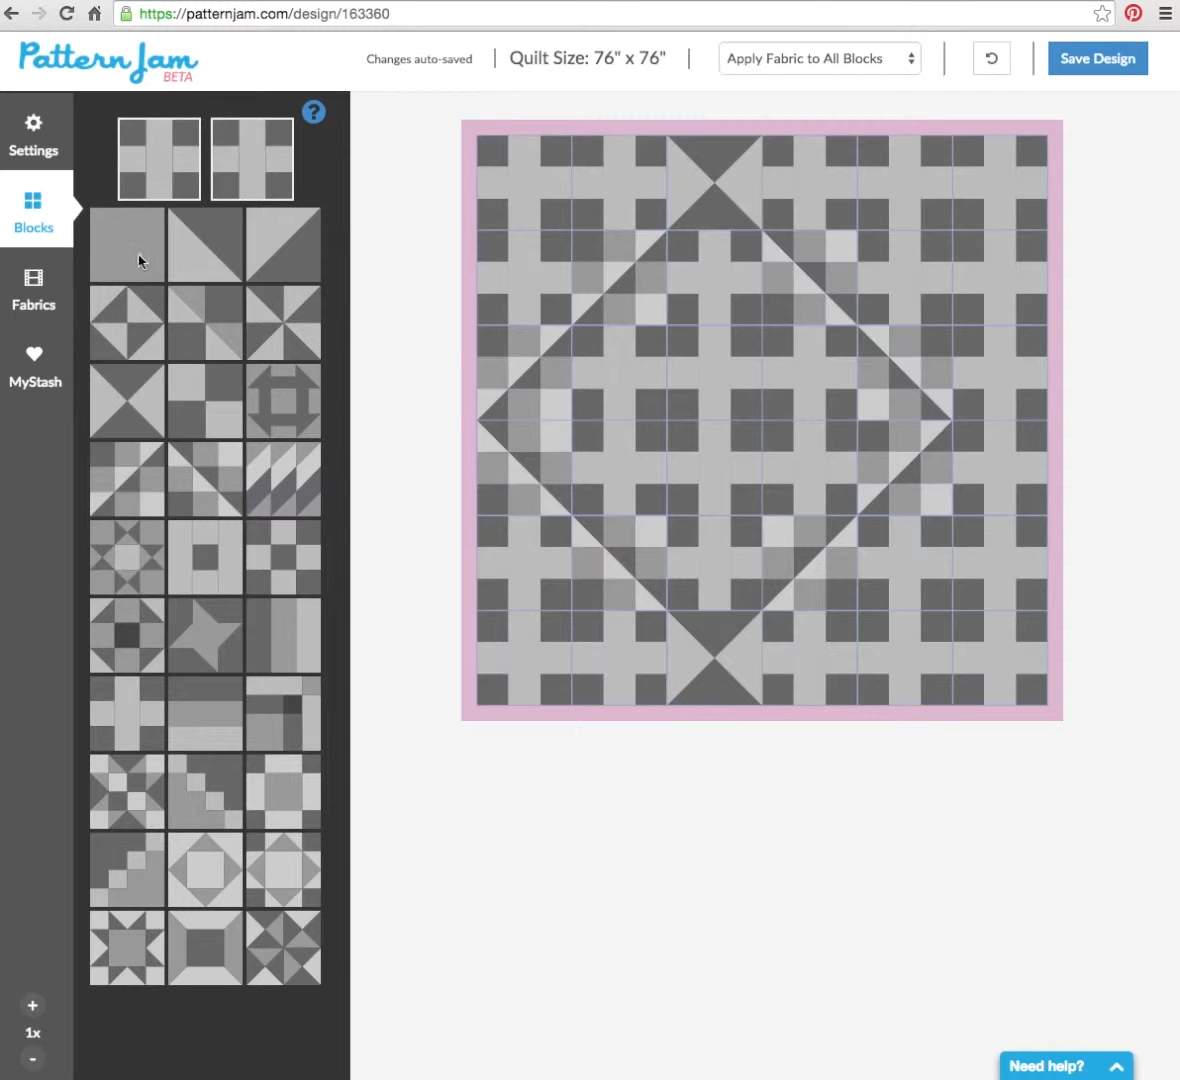 https://patternjam.com/design/163360
Pattern Jam
BETA
Changes auto-saved
Quilt Size: 76" x 76"
Apply Fabric to All Blocks
Save Design
?
Settings
Blocks
Fabrics
MyStash
+
1x
-
Need help?